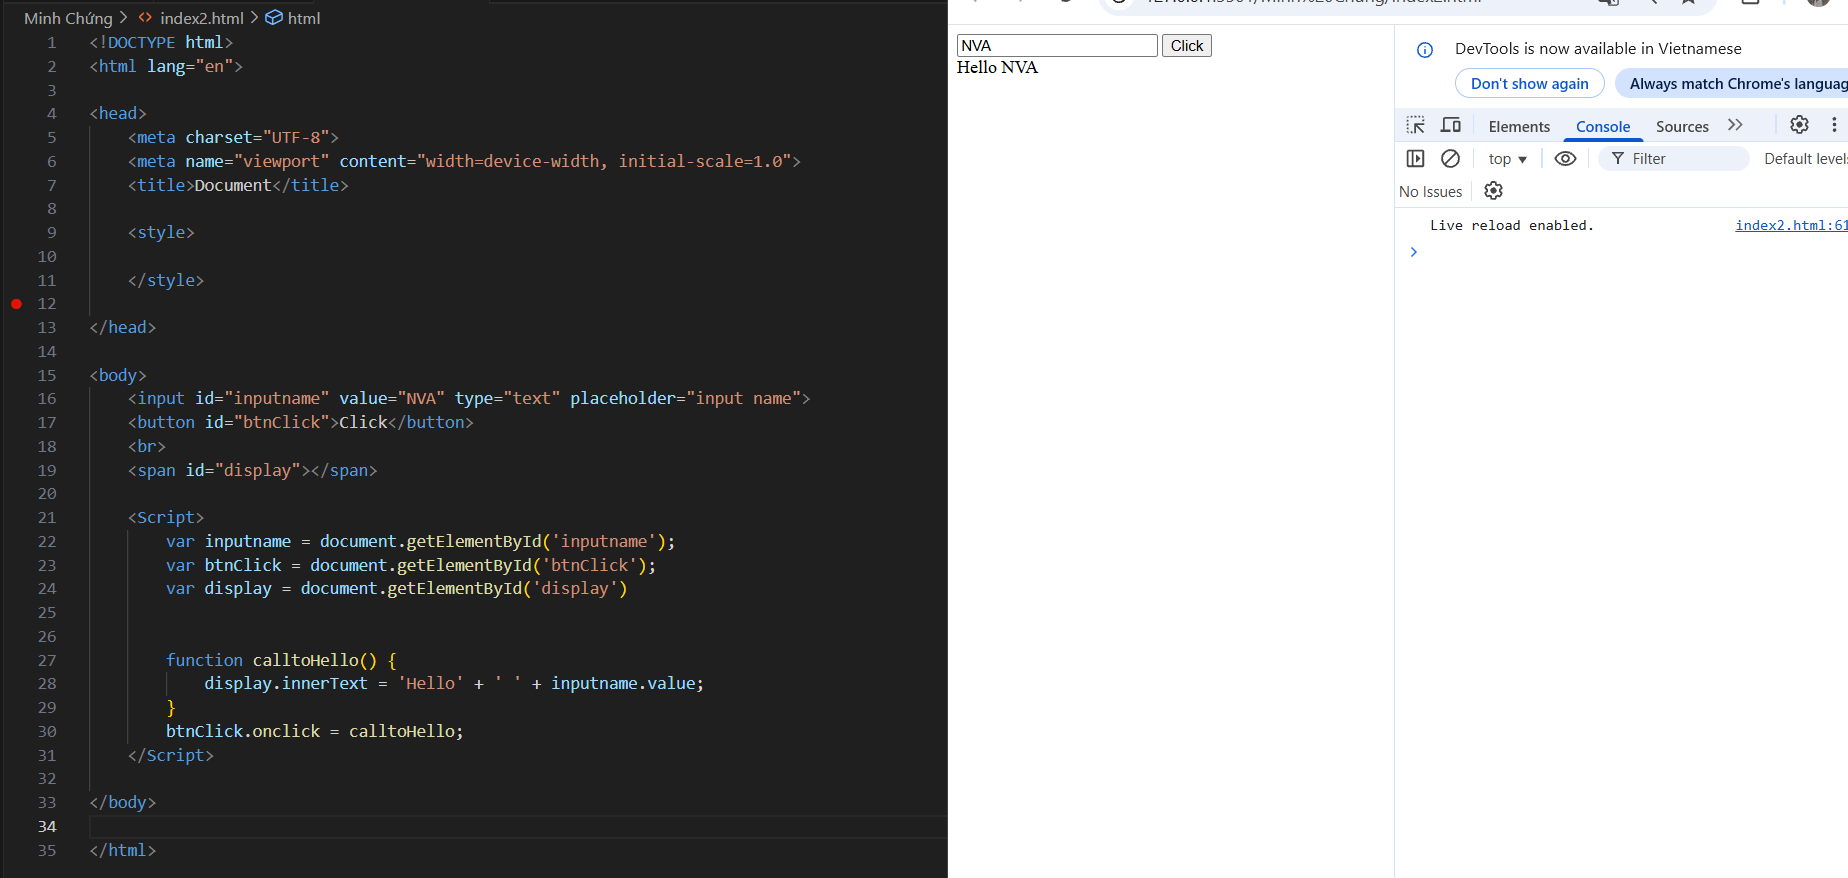 Minh Chứng > <> index2.html > html
1 <!DOCTYPE html>
2 <html lang="en">
3
4 <head>
5 <meta charset="UTF-8">
6 <meta name="viewport" content="width=device-width, initial-scale=1.0">
7 <title>Document</title>
8
9 <style>
10
11 </style>
12
13 </head>
14
15 <body>
16 <input id="inputname" value="NVA" type="text" placeholder="input name">
17 <button id="btnClick">Click</button>
18 <br>
19 <span id="display"></span>
20
21 <Script>
22 var inputname = document.getElementById('inputname');
23 var btnClick = document.getElementById('btnClick');
24 var display = document.getElementById('display')
25
26
27 function calltoHello() {
28 display.innerText = 'Hello' + ' ' + inputname.value;
29 }
30 btnClick.onclick = calltoHello;
31 </Script>
32
33 </body>
34
35 </html>
NVA Click
Hello NVA
DevTools is now available in Vietnamese
Don't show again Always match Chrome's languag
Elements Console Sources
top Filter Default levels
No Issues
Live reload enabled. index2.html:61